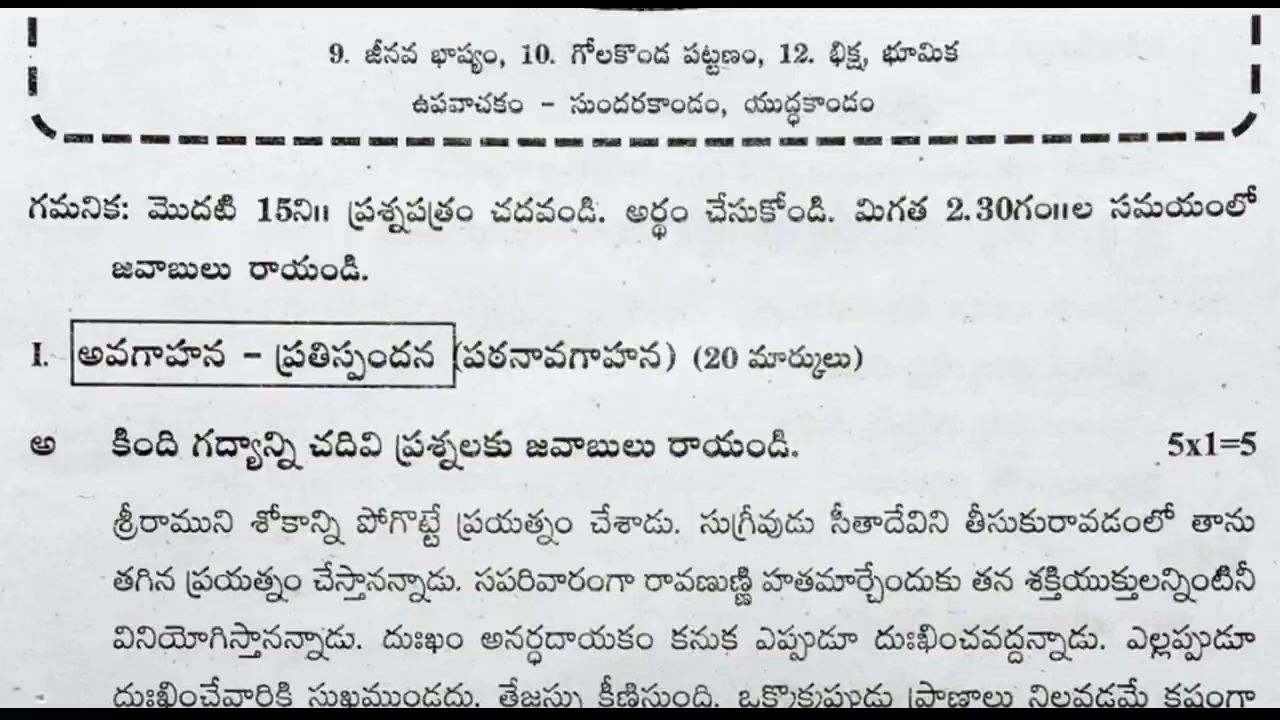 9. జీనవ భాష్యం, 10. గోలకొండ పట్టణం, 12. భిక్ష, భూమిక
ఉపవాచకం - సుందరకాండం, యుద్ధకాండం
గమనిక: మొదటి 15ని॥ ప్రశ్నపత్రం చదవండి. అర్థం చేసుకోండి. మిగత 2.30గం॥ల సమయంలో
జవాబులు రాయండి.
I. అవగాహన - ప్రతిస్పందన (పఠనావగాహన) (20 మార్కులు)
అ కింది గద్యాన్ని చదివి ప్రశ్నలకు జవాబులు రాయండి. 5x1=5
శ్రీరాముని శోకాన్ని పోగొట్టే ప్రయత్నం చేశాడు. సుగ్రీవుడు సీతాదేవిని తీసుకురావడంలో తాను
తగిన ప్రయత్నం చేస్తానన్నాడు. సపరివారంగా రావణుణ్ణి హతమార్చేందుకు తన శక్తియుక్తులన్నింటినీ
వినియోగిస్తానన్నాడు. దుఃఖం అనర్ధదాయకం కనుక ఎప్పుడూ దుఃఖించవద్దన్నాడు. ఎల్లప్పుడూ
దుఃఖించేవారికి సుఖముండదు. తేజస్సు క్షీణిస్తుంది. ఒక్కొక్కప్పుడు ప్రాణాలు నిలవడమే కష్టంగా